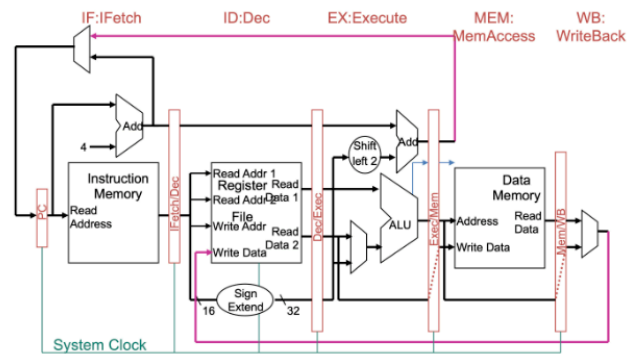 IF:IFetch
ID:Dec
EX:Execute
MEM:
MemAccess
WB:
WriteBack
Add
4
Shift
left 2
Add
PC
Instruction
Memory
Read
Address
IFetch/Dec
Read Addr 1
Register
Read
Data 1
Read Addr 2
File
Write Addr
Read
Data 2
Write Data
Dec/Exec
ALU
Exec/Mem
Data
Memory
Address
Read
Data
Write Data
Mem/WB
Sign
Extend
16
32
System Clock